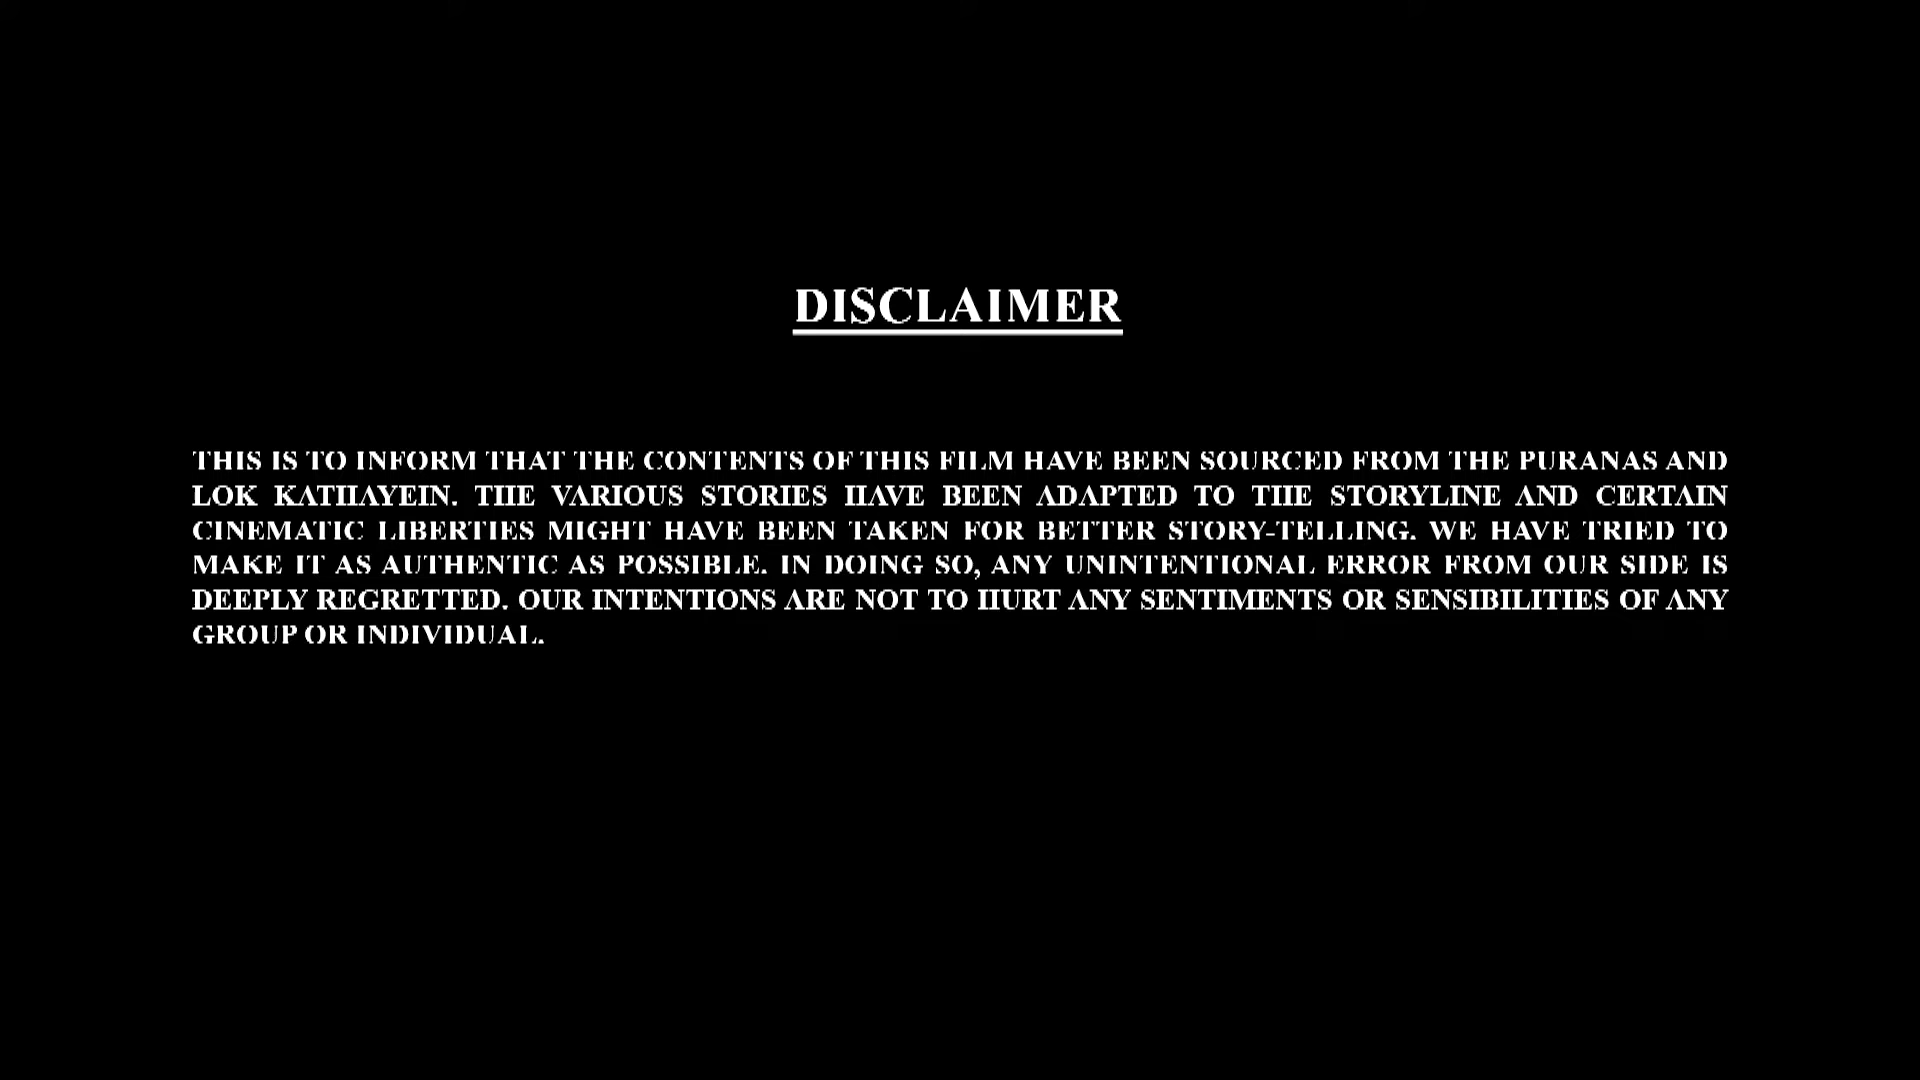 DISCLAIMER
THIS IS TO INFORM THAT THE CONTENTS OF THIS FILM HAVE BEEN SOURCED FROM THE PURANAS AND
LOK KATHAYEIN. THE VARIOUS STORIES HAVE BEEN ADAPTED TO THE STORYLINE AND CERTAIN
CINEMATIC LIBERTIES MIGHT HAVE BEEN TAKEN FOR BETTER STORY-TELLING. WE HAVE TRIED TO
MAKE IT AS AUTHENTIC AS POSSIBLE. IN DOING SO, ANY UNINTENTIONAL ERROR FROM OUR SIDE IS
DEEPLY REGRETTED. OUR INTENTIONS ARE NOT TO HURT ANY SENTIMENTS OR SENSIBILITIES OF ANY
GROUP OR INDIVIDUAL.